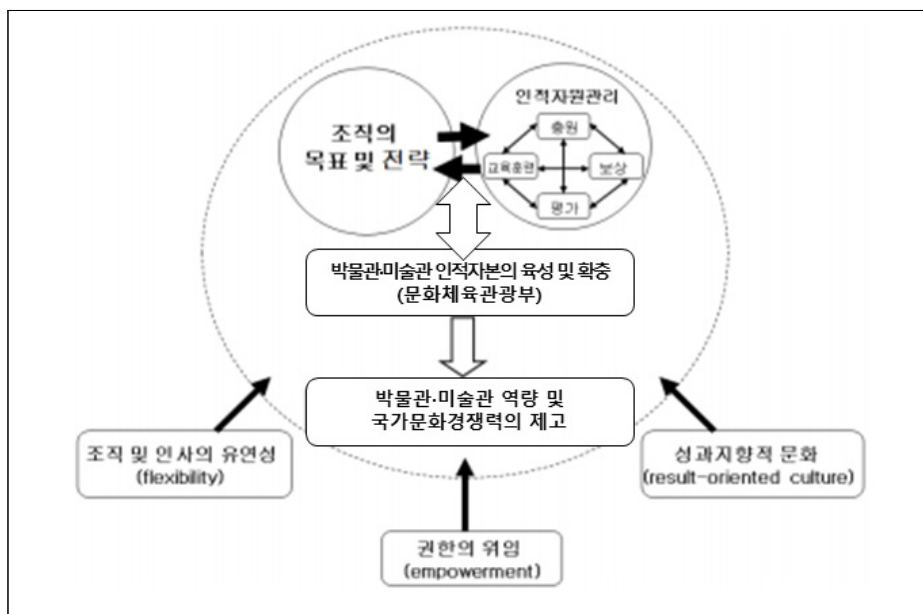 인적자원관리
충원
조직의
목표 및 전략
교육훈련
보상
평가
박물관·미술관 인적자본의 육성 및 확충
(문화체육관광부)
박물관·미술관 역량 및
국가문화경쟁력의 제고
조직 및 인사의 유연성
(flexibility)
성과지향적 문화
(result-oriented culture)
권한의 위임
(empowerment)